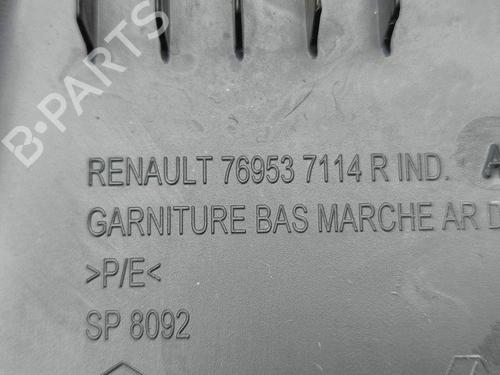 B-PARTS
RENAULT 76953 7114 R IND. A
GARNITURE BAS MARCHE AR D
>P/E<
SP 8092